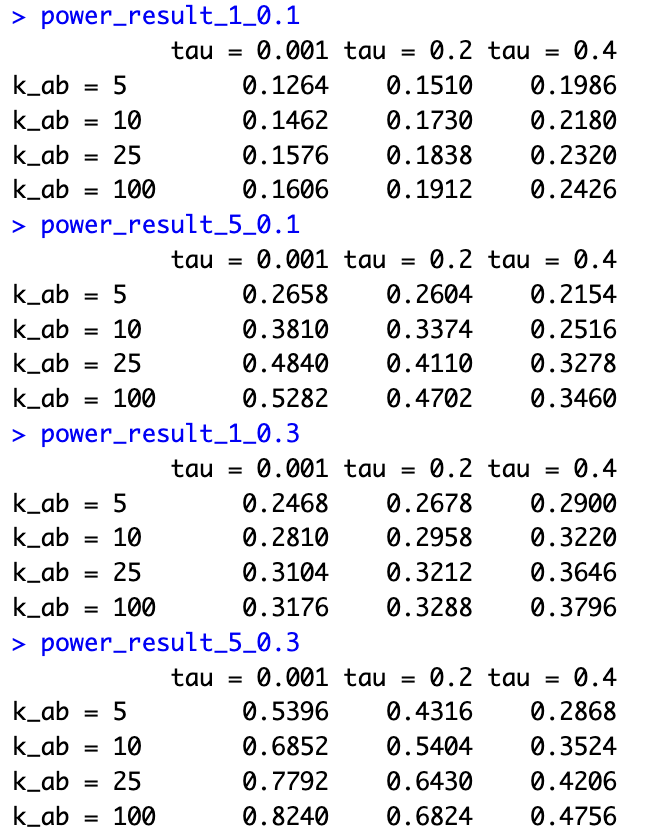 > power_result_1_0.1
tau = 0.001 tau = 0.2 tau = 0.4
k_ab = 5 0.1264 0.1510 0.1986
k_ab = 10 0.1462 0.1730 0.2180
k_ab = 25 0.1576 0.1838 0.2320
k_ab = 100 0.1606 0.1912 0.2426
> power_result_5_0.1
tau = 0.001 tau = 0.2 tau = 0.4
k_ab = 5 0.2658 0.2604 0.2154
k_ab = 10 0.3810 0.3374 0.2516
k_ab = 25 0.4840 0.4110 0.3278
k_ab = 100 0.5282 0.4702 0.3460
> power_result_1_0.3
tau = 0.001 tau = 0.2 tau = 0.4
k_ab = 5 0.2468 0.2678 0.2900
k_ab = 10 0.2810 0.2958 0.3220
k_ab = 25 0.3104 0.3212 0.3646
k_ab = 100 0.3176 0.3288 0.3796
> power_result_5_0.3
tau = 0.001 tau = 0.2 tau = 0.4
k_ab = 5 0.5396 0.4316 0.2868
k_ab = 10 0.6852 0.5404 0.3524
k_ab = 25 0.7792 0.6430 0.4206
k_ab = 100 0.8240 0.6824 0.4756